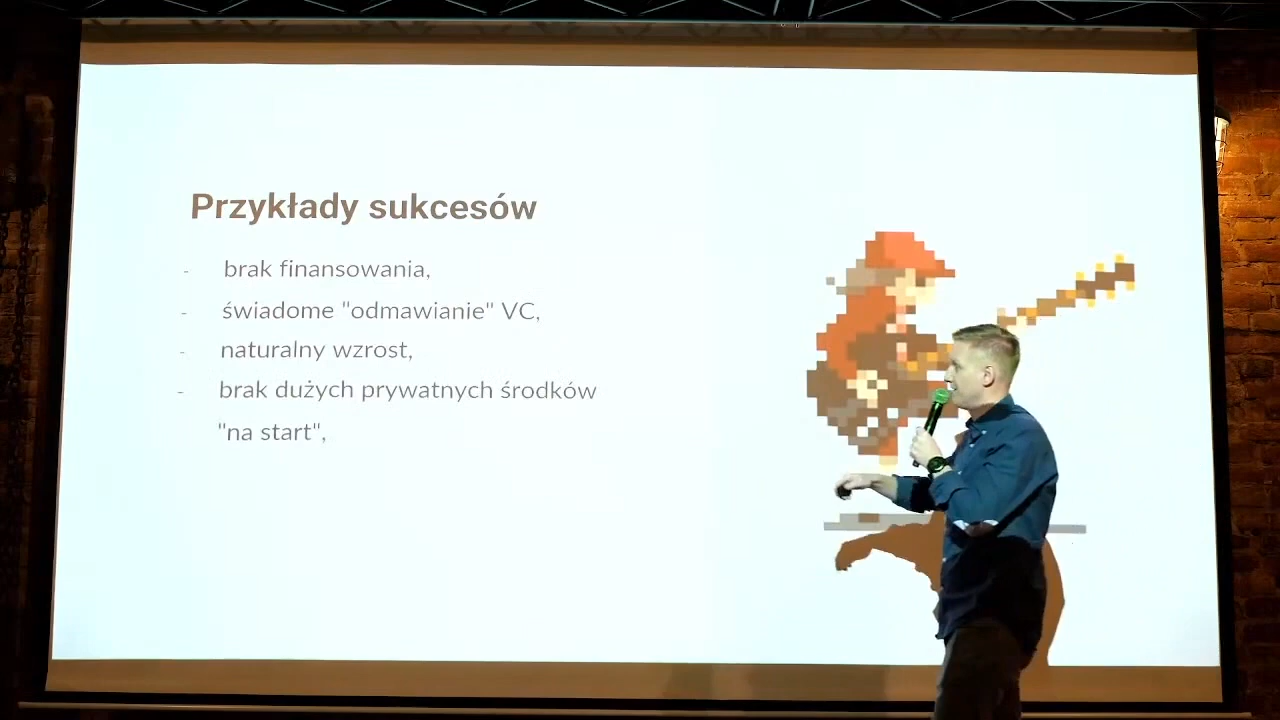 Przykłady sukcesów
- brak finansowania,
- świadome "odmawianie" VC,
- naturalny wzrost,
- brak dużych prywatnych środków
"na start",